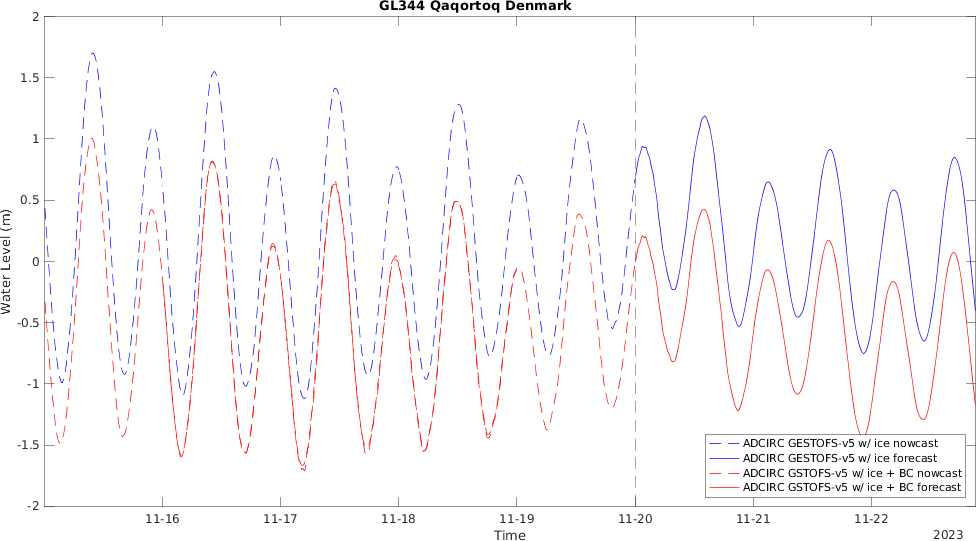 GL344 Qaqortoq Denmark
2
1.5
1
0.5
0
-0.5
-1
-1.5
-2
Water Level (m)
ADCIRC GESTOFS-v5 w/ ice nowcast
ADCIRC GESTOFS-v5 w/ ice forecast
ADCIRC GSTOFS-v5 w/ ice + BC nowcast
ADCIRC GSTOFS-v5 w/ ice + BC forecast
11-16 11-17 11-18 11-19 11-20 11-21 11-22
Time
2023